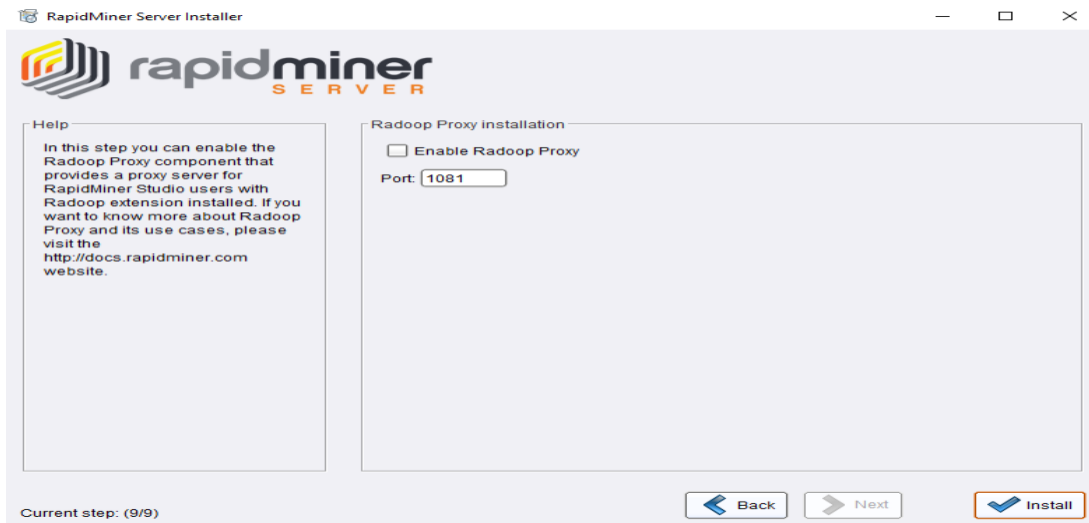 RapidMiner Server Installer
rapidminer
SERVER
Help
In this step you can enable the
Radoop Proxy component that
provides a proxy server for
RapidMiner Studio users with
Radoop extension installed. If you
want to know more about Radoop
Proxy and its use cases, please
visit the
http://docs.rapidminer.com
website.
Radoop Proxy installation
Enable Radoop Proxy
Port: 1081
Current step: (9/9)
Back
Next
Install